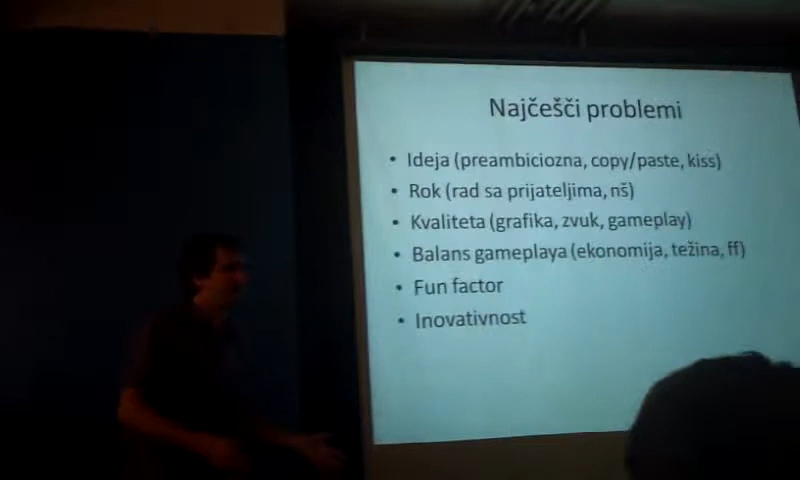 Najčešči problemi
• Ideja (preambiciozna, copy/paste, kiss)
• Rok (rad sa prijateljima, nš)
• Kvaliteta (grafika, zvuk, gameplay)
• Balans gameplaya (ekonomija, težina, ff)
• Fun factor
• Inovativnost